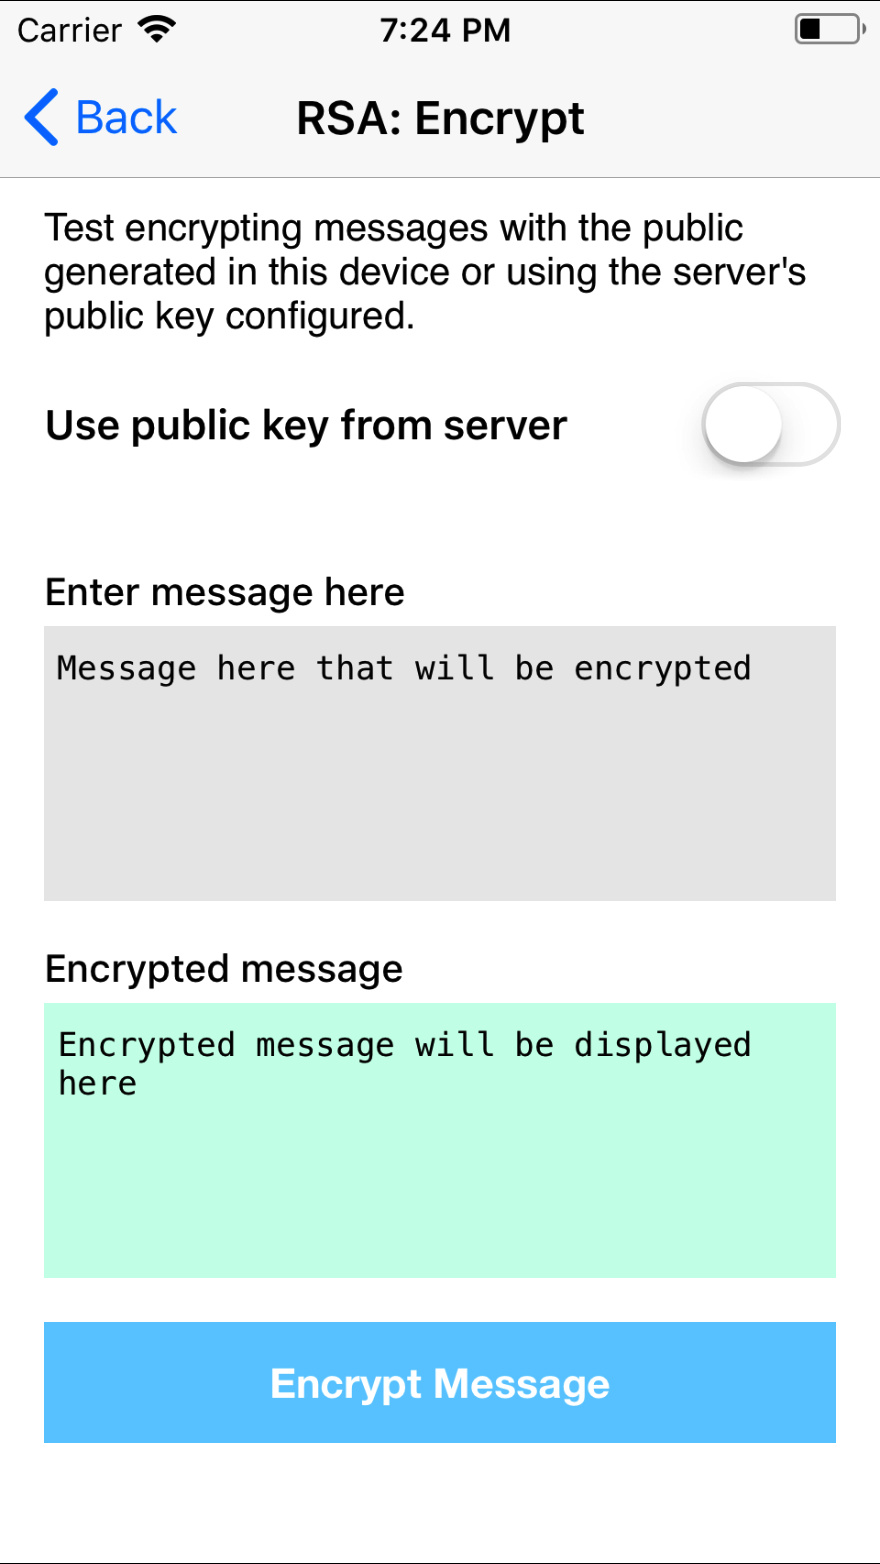 Carrier
7:24 PM
Back
RSA: Encrypt
Test encrypting messages with the public
generated in this device or using the server's
public key configured.
Use public key from server
Enter message here
Message here that will be encrypted
Encrypted message
Encrypted message will be displayed
here
Encrypt Message